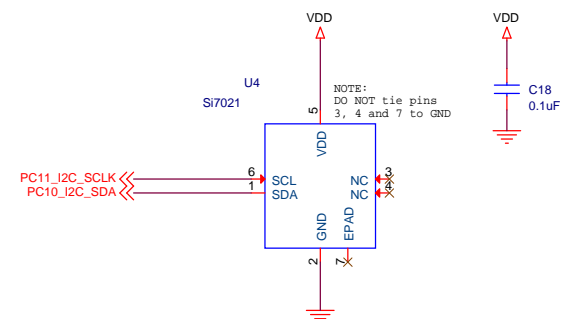 VDD
VDD
U4
Si7021
NOTE:
DO NOT tie pins
3, 4 and 7 to GND
C18
0.1uF
5
VDD
PC11_I2C_SCLK
6
SCL
NC
3
PC10_I2C_SDA
1
SDA
NC
4
GND
EPAD
2
7